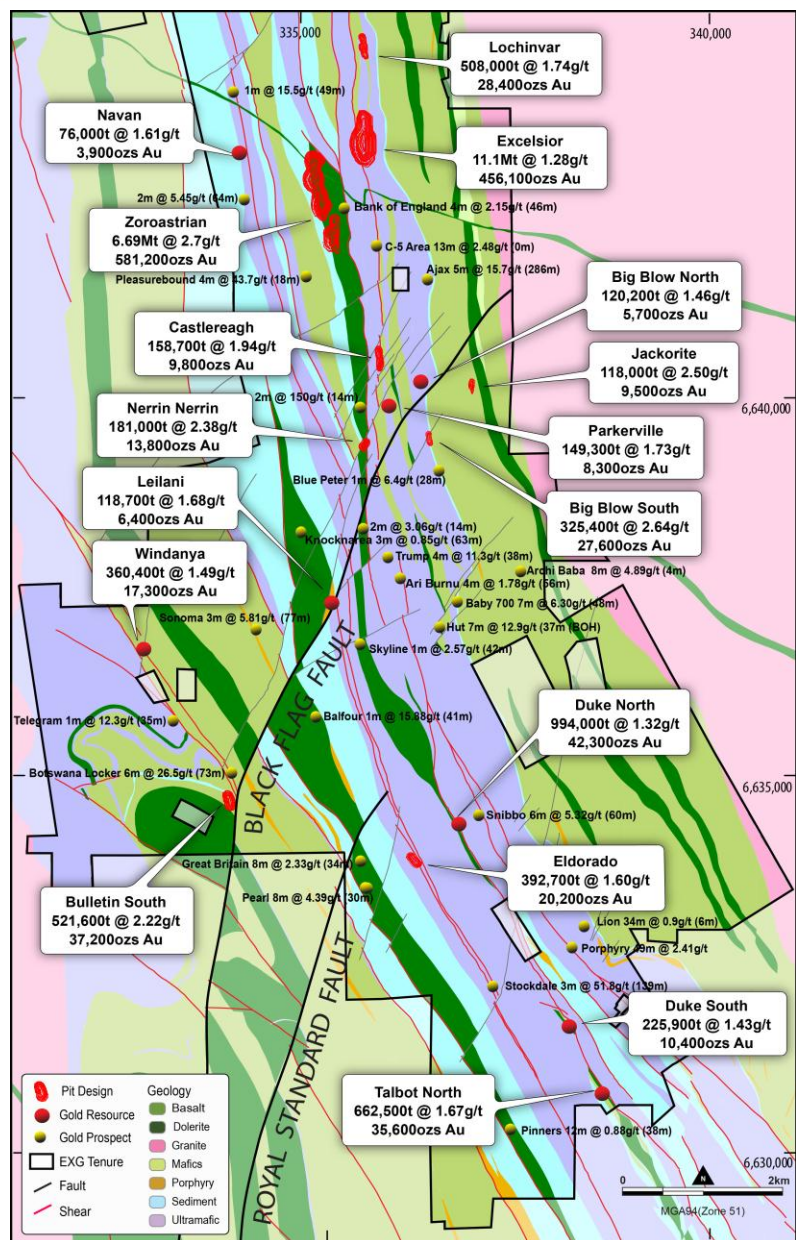 335,000
340,000
Lochinvar
508,000t @ 1.74g/t
28,400ozs Au
1m @ 15.5g/t (49m)
Navan
76,000t @ 1.61g/t
3,900ozs Au
Excelsior
11.1Mt @ 1.28g/t
456,100ozs Au
2m @ 5.45g/t (64m)
Bank of England 4m @ 2.15g/t (46m)
Zoroastrian
6.69Mt @ 2.7g/t
581,200ozs Au
C-5 Area 13m @ 2.48g/t (0m)
Ajax 5m @ 15.7g/t (286m)
Pleasurebound 4m @ 43.7g/t (18m)
Big Blow North
120,200t @ 1.46g/t
5,700ozs Au
Castlereagh
158,700t @ 1.94g/t
9,800ozs Au
Jackorite
118,000t @ 2.50g/t
9,500ozs Au
6,640,000
2m @ 150g/t (14m)
Nerrin Nerrin
181,000t @ 2.38g/t
13,800ozs Au
Parkerville
149,300t @ 1.73g/t
8,300ozs Au
Blue Peter 1m @ 6.4g/t (28m)
Leilani
118,700t @ 1.68g/t
6,400ozs Au
Big Blow South
325,400t @ 2.64g/t
27,600ozs Au
2m @ 3.06g/t (14m)
Knocknarea 3m @ 0.85g/t (63m)
Windanya
360,400t @ 1.49g/t
17,300ozs Au
Trump 4m @ 11.3g/t (38m)
Archi Baba 8m @ 4.89g/t (4m)
Ari Burnu 4m @ 1.78g/t (56m)
Baby 700 7m @ 6.30g/t (48m)
Sonoma 3m @ 5.81g/t (77m)
Hut 7m @ 12.9g/t (37m (BOH)
Skyline 1m @ 2.57g/t (42m)
BLACK FLAG FAULT
Duke North
994,000t @ 1.32g/t
42,300ozs Au
Telegram 1m @ 12.3g/t (35m)
Balfour 1m @ 15.88g/t (41m)
Botswana Locker 6m @ 26.5g/t (73m)
6,635,000
Snibbo 6m @ 5.32g/t (60m)
Great Britain 8m @ 2.33g/t (34m)
Eldorado
392,700t @ 1.60g/t
20,200ozs Au
Bulletin South
521,600t @ 2.22g/t
37,200ozs Au
Pearl 8m @ 4.39g/t (30m)
Lion 34m @ 0.9g/t (6m)
Porphyry 49m @ 2.41g/t
Stockdale 3m @ 51.8g/t (139m)
ROYAL STANDARD FAULT
Duke South
225,900t @ 1.43g/t
10,400ozs Au
Talbot North
662,500t @ 1.67g/t
35,600ozs Au
Pinners 12m @ 0.88g/t (38m)
6,630,000
Pit Design
Gold Resource
Gold Prospect
EXG Tenure
Fault
Shear
Geology
Basalt
Dolerite
Granite
Mafics
Porphyry
Sediment
Ultramafic
N
0 2km
MGA94(Zone 51)